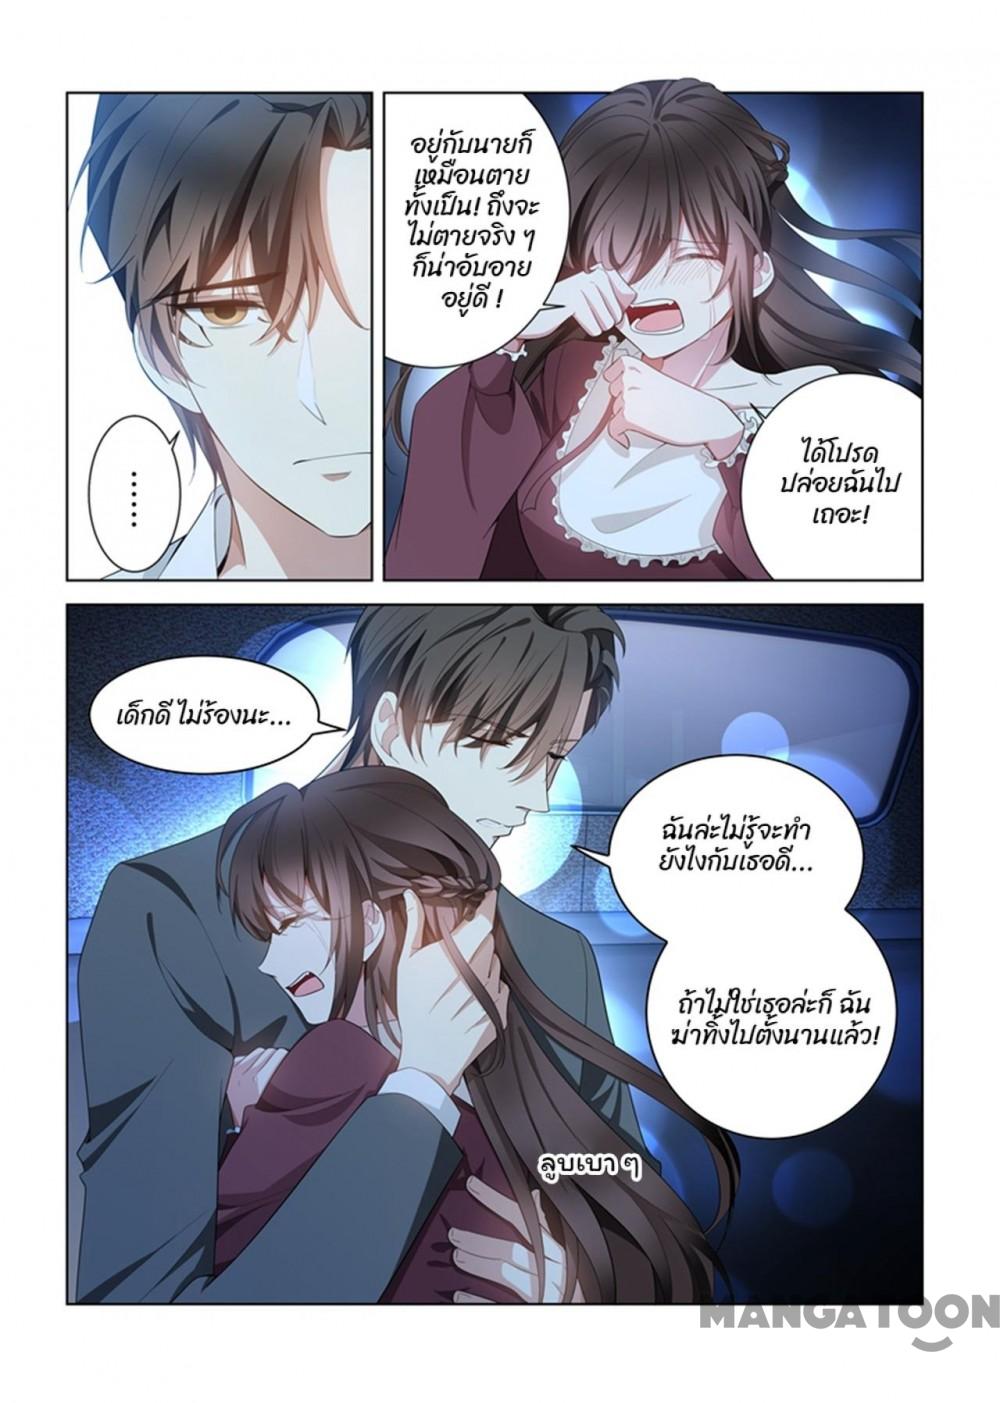 อยู่กับนายก็
เหมือนตาย
ทั้งเป็น! ถึงจะ
ไม่ตายจริง ๆ
ก็น่าอับอาย
อยู่ดี !
ได้โปรด
ปล่อยฉันไป
เถอะ!
.......
เด็กดี ไม่ร้องนะ...
ฉันล่ะไม่รู้จะทำ
ยังไงกับเธอดี...
ถ้าไม่ใช่เธอล่ะก็ ฉัน
ฆ่าทิ้งไปตั้งนานแล้ว!
ลูบเบา ๆ
MANGATOON